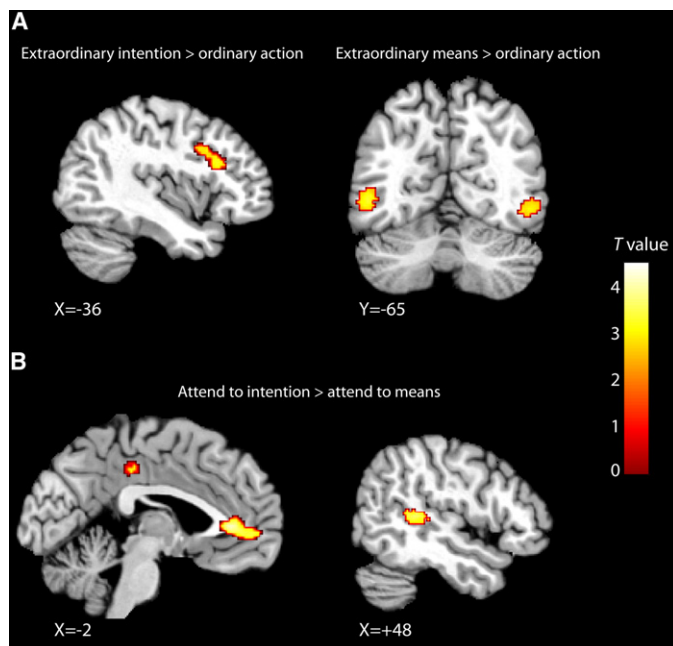 A
Extraordinary intention > ordinary action
Extraordinary means > ordinary action
X=-36
Y=-65
T value
4
3
2
1
0
B
Attend to intention > attend to means
X=-2
X=+48